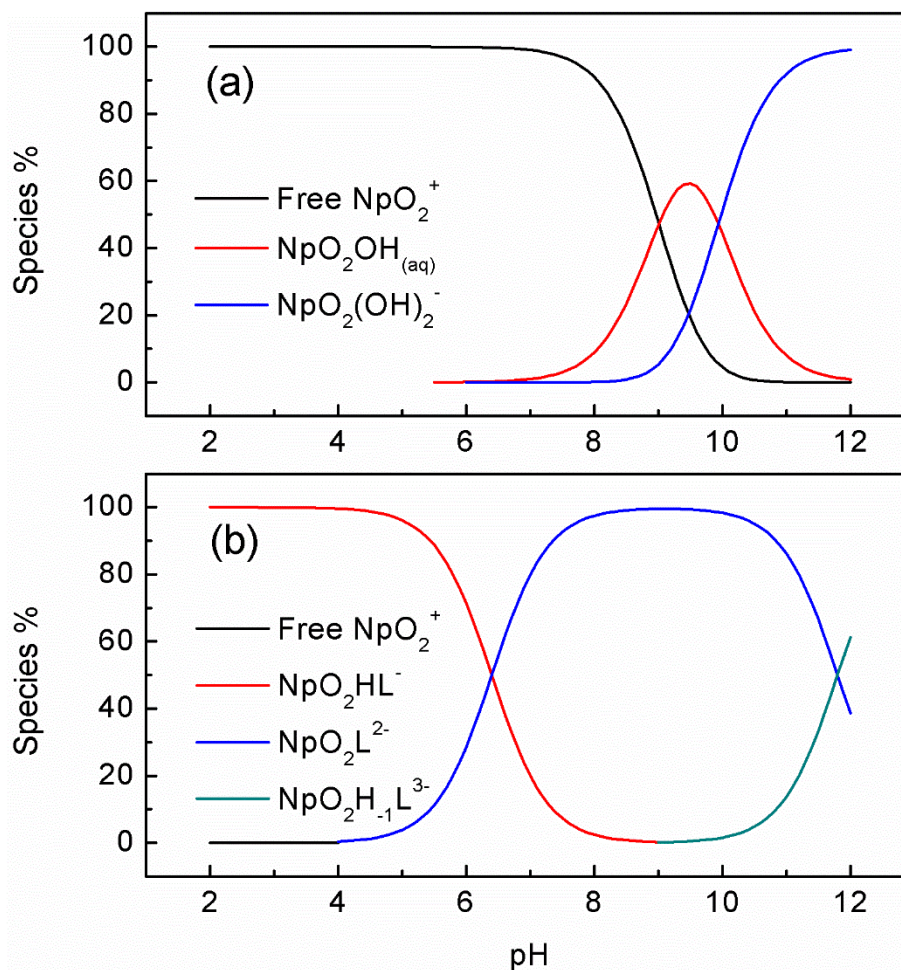 Species %
100
80
60
40
20
0
(a)
Free NpO₂⁺
NpO₂OH₍aq₎
NpO₂(OH)₂⁻
2 4 6 8 10 12
Species %
100
80
60
40
20
0
(b)
Free NpO₂⁺
NpO₂HL⁻
NpO₂L²⁻
NpO₂H₋₁L³⁻
2 4 6 8 10 12
pH